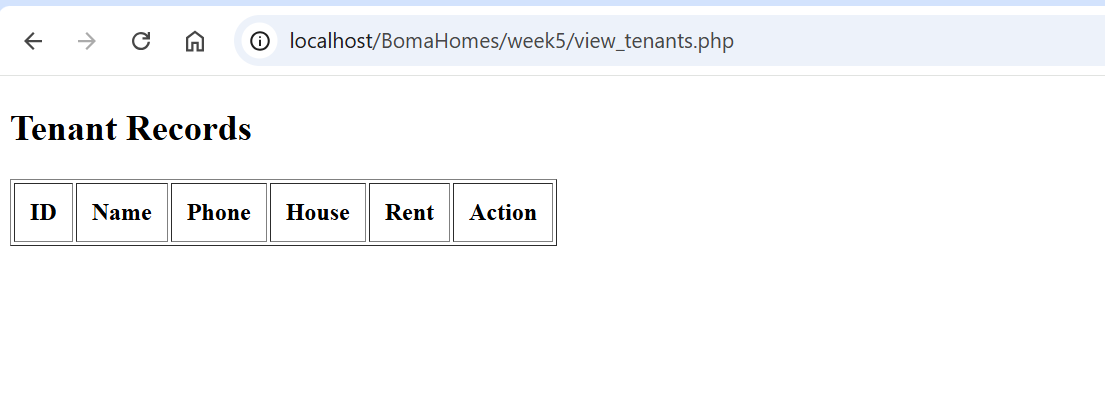 localhost/BomaHomes/week5/view_tenants.php
Tenant Records
ID Name Phone House Rent Action